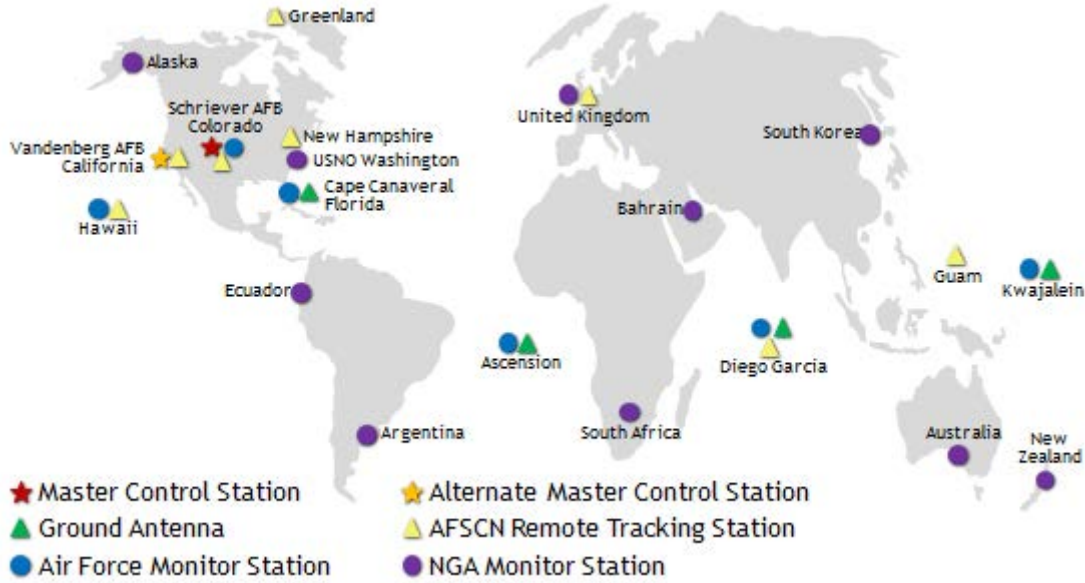 Greenland
Alaska
Schriever AFB
Colorado
New Hampshire
Vandenberg AFB
California
USNO Washington
Cape Canaveral
Florida
Hawaii
United Kingdom
South Korea
Bahrain
Guam
Kwajalein
Ecuador
Ascension
Diego Garcia
Argentina
South Africa
Australia
New
Zealand
Master Control Station
Alternate Master Control Station
Ground Antenna
AFSCN Remote Tracking Station
Air Force Monitor Station
NGA Monitor Station